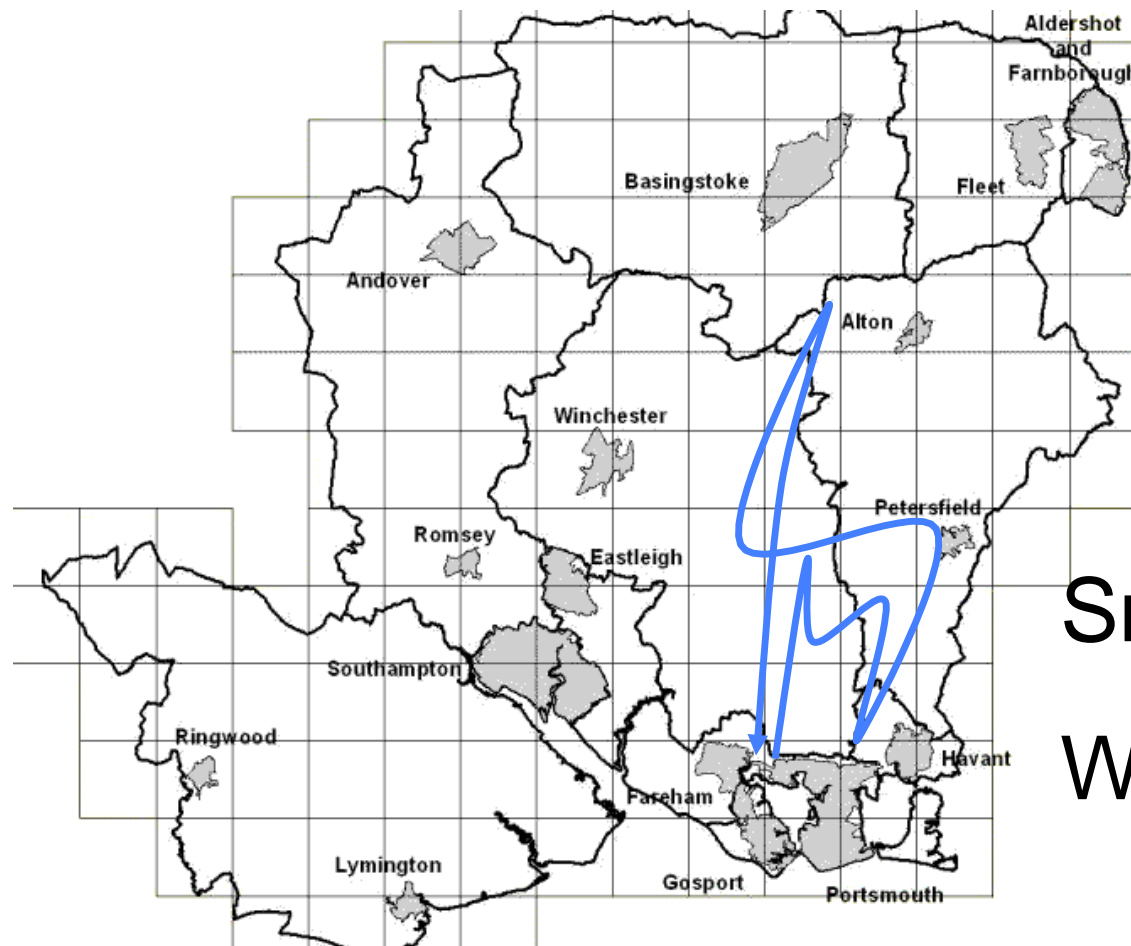 Aldershot
and
Farnborough
Basingstoke
Fleet
Andover
Alton
Winchester
Petersfield
Romsey
Eastleigh
Southampton
Ringwood
Havant
Fareham
Lymington
Gosport
Portsmouth